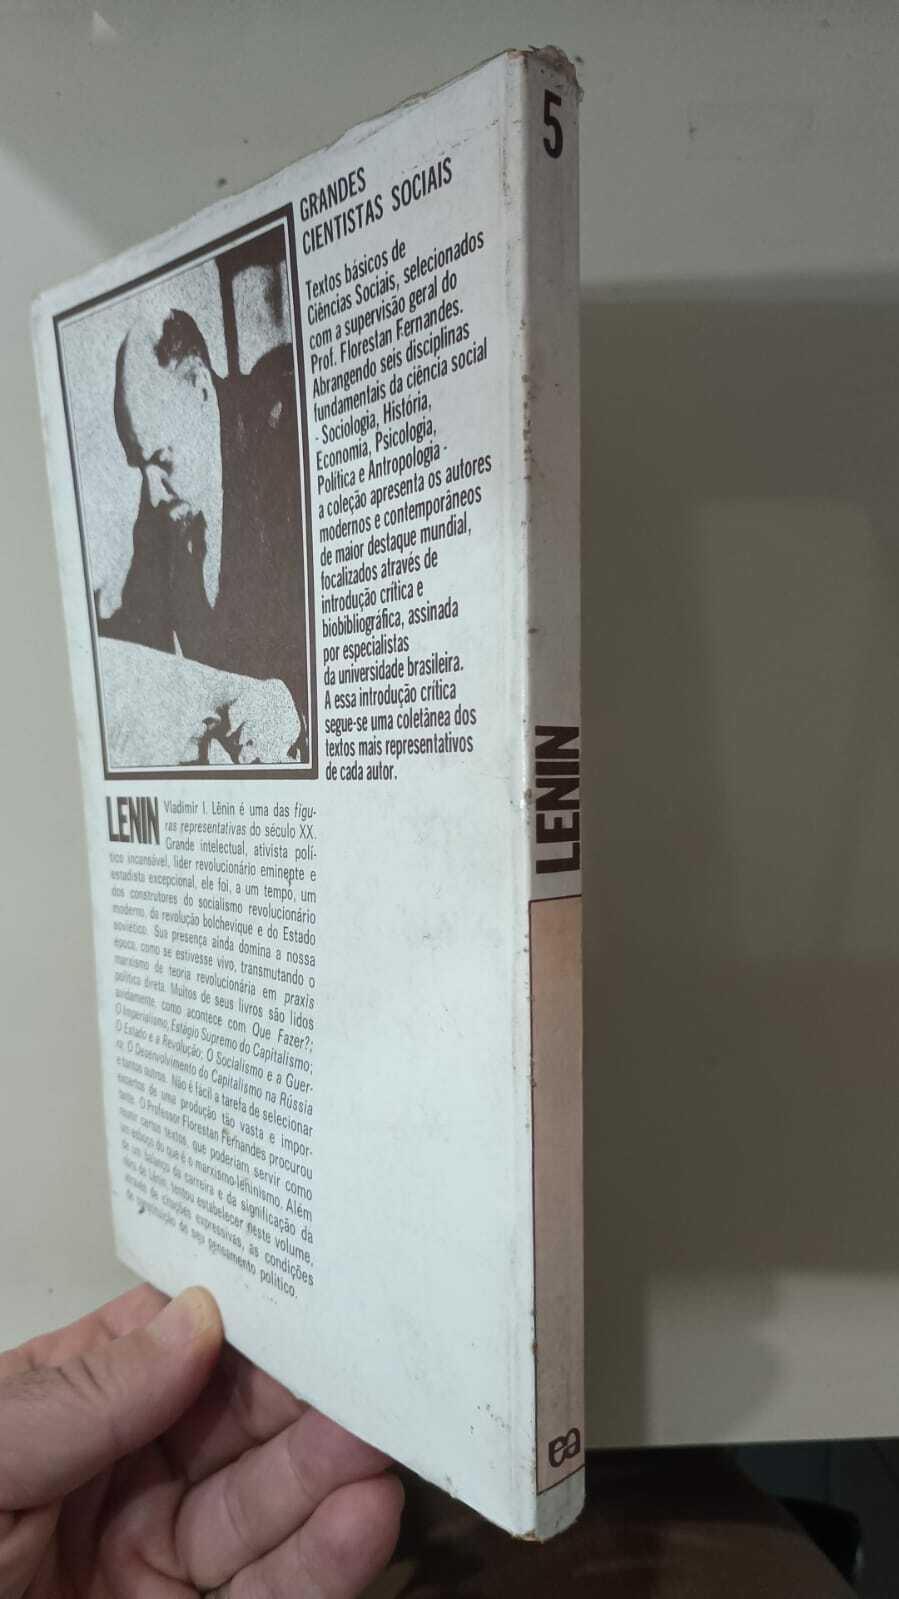 GRANDES
CIENTISTAS SOCIAIS
Textos básicos de
Ciências Sociais, selecionados
com a supervisão geral do
Prof. Florestan Fernandes.
Abrangendo seis disciplinas
fundamentais da ciência social
- Sociologia, História,
Economia, Psicologia,
Política e Antropologia -
a coleção apresenta os autores
modernos e contemporâneos
de maior destaque mundial,
focalizados através de
introdução crítica e
biobibliográfica, assinada
por especialistas
da universidade brasileira.
A essa introdução crítica
segue-se uma coletânea dos
textos mais representativos
de cada autor.
LENIN Vladimir I. Lênin é uma das figu-
ras representativas do século XX.
Grande intelectual, ativista polí-
tico incansável, líder revolucionário eminente e
estadista excepcional, ele foi, a um tempo, um
dos construtores do socialismo revolucionário
moderno, da revolução bolchevique e do Estado
soviético. Sua presença ainda domina a nossa
época, como se estivesse vivo, transmutando o
marxismo de teoria revolucionária em praxis
política direta. Muitos de seus livros são lidos
avidamente, como acontece com Que Fazer?;
O Imperialismo, Estágio Supremo do Capitalismo;
O Estado e a Revolução; O Socialismo e a Guer-
ra; O Desenvolvimento do Capitalismo na Rússia
e tantos outros. Não é fácil a tarefa de selecionar
excertos de uma produção tão vasta e impor-
tante. O Professor Florestan Fernandes procurou
reunir certos textos, que poderiam servir como
um esboço do que é o marxismo-leninismo. Além
de um balanço da carreira e da significação da
obra de Lênin, tentou estabelecer neste volume,
através de citações expressivas, as condições
de constituição de seu pensamento político.
5
LENIN